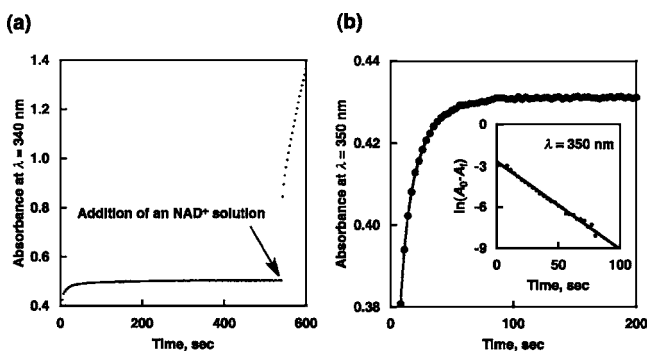 (a)
Absorbance at λ = 340 nm
1.4
1.2
1.0
0.8
0.6
0.4
Addition of an NAD⁺ solution
0
200
400
600
Time, sec
(b)
Absorbance at λ = 350 nm
0.44
0.43
0.42
0.40
0.38
0
100
200
Time, sec
ln(A₀-Aₜ)
0
-3
-6
-9
λ = 350 nm
0
50
100
Time, sec